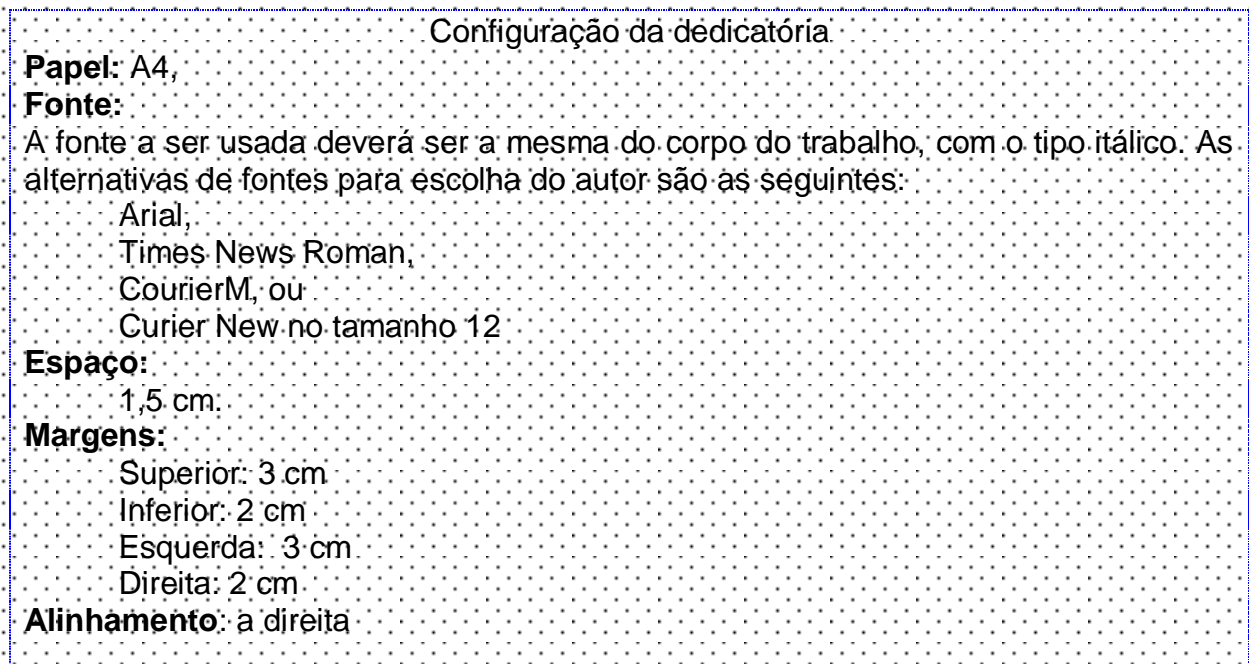 Configuração da dedicatória
Papel: A4,
Fonte:
A fonte a ser usada deverá ser a mesma do corpo do trabalho, com o tipo itálico. As
alternativas de fontes para escolha do autor são as seguintes:
Arial,
Times News Roman,
CourierM, ou
Curier New no tamanho 12
Espaço:
1,5 cm.
Margens:
Superior: 3 cm
Inferior: 2 cm
Esquerda: 3 cm
Direita: 2 cm
Alinhamento: a direita